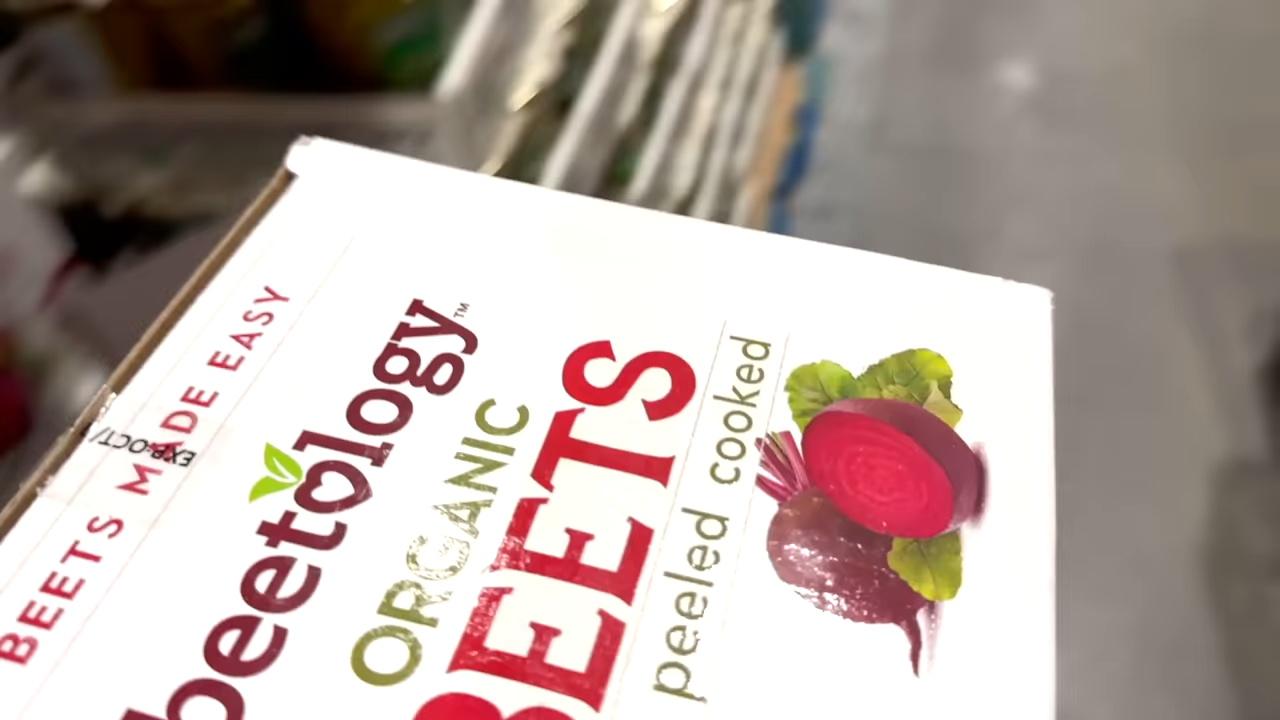 BEETS MADE EASY
EXP-OCT/
beetology™
ORGANIC
BEETS
peeled cooked